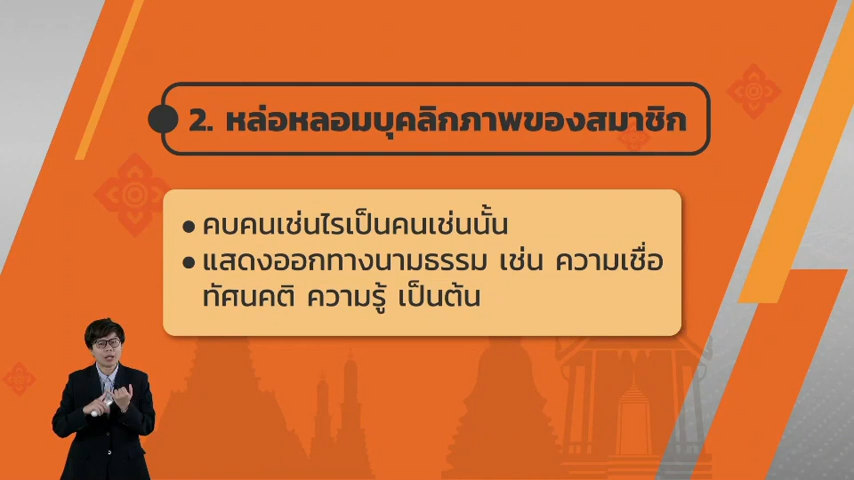 2. หล่อหลอมบุคลิกภาพของสมาชิก
● คบคนเช่นไรเป็นคนเช่นนั้น
● แสดงออกทางนามธรรม เช่น ความเชื่อ
ทัศนคติ ความรู้ เป็นต้น